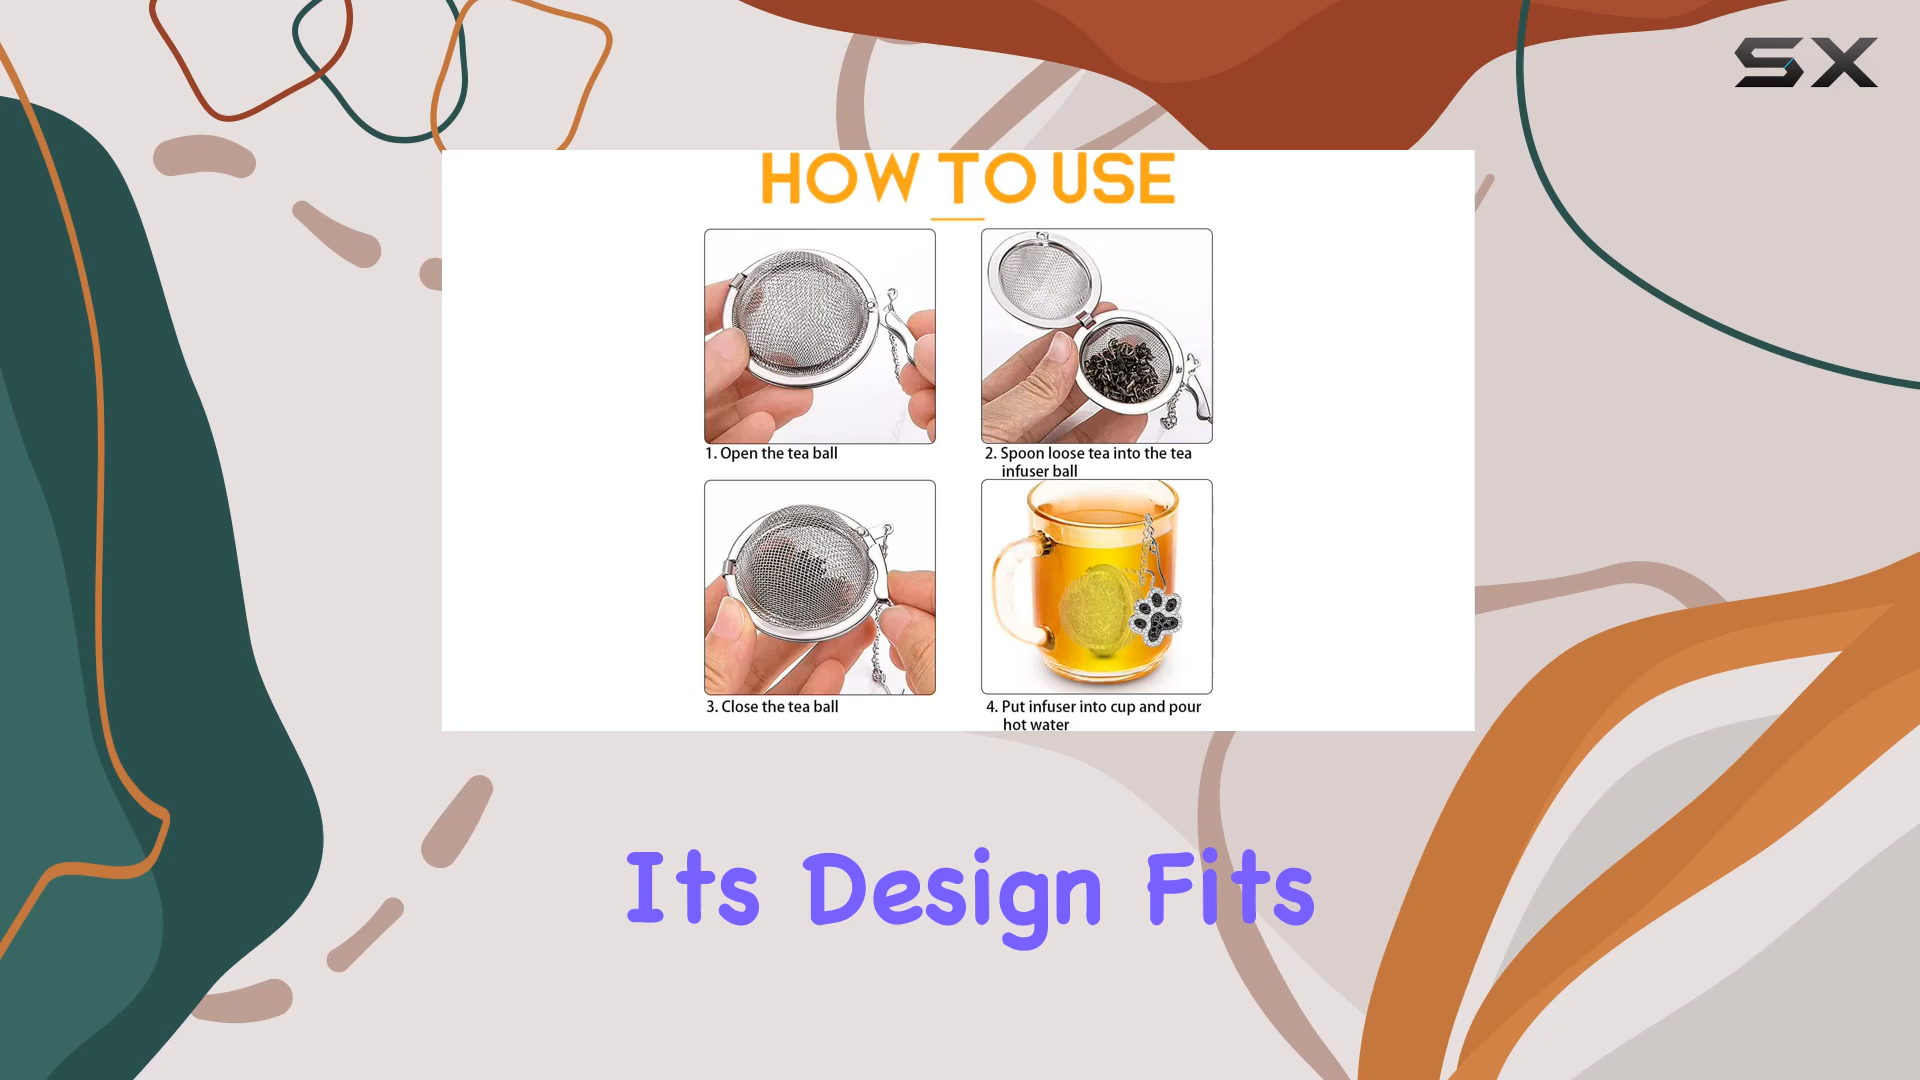 SX
HOW TO USE
1. Open the tea ball
2. Spoon loose tea into the tea
infuser ball
3. Close the tea ball
4. Put infuser into cup and pour
hot water
Its Design Fits